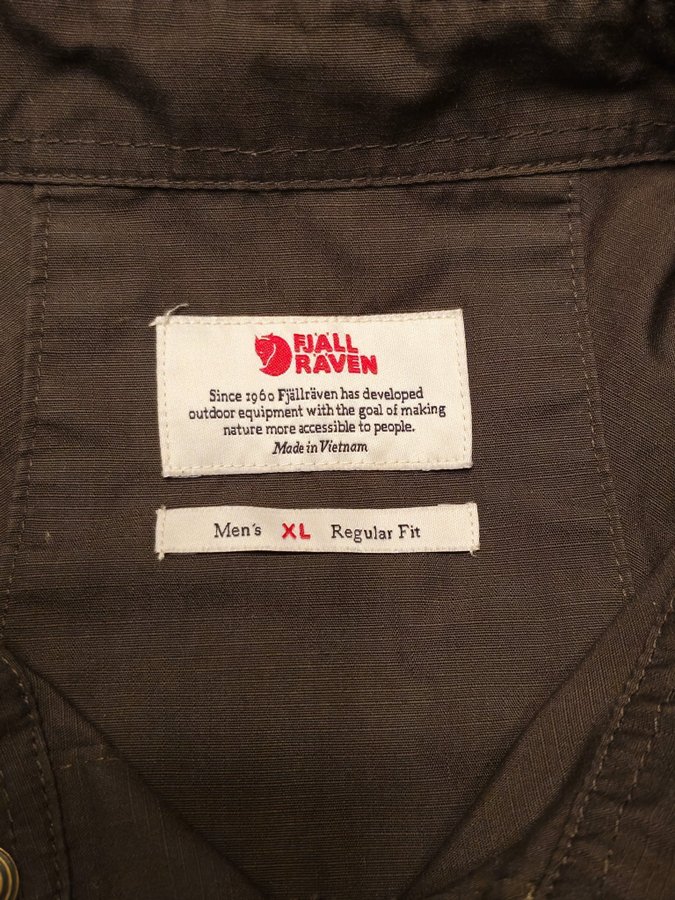 FJÄLL
RÄVEN
Since 1960 Fjällräven has developed
outdoor equipment with the goal of making
nature more accessible to people.
Made in Vietnam
Men's XL Regular Fit